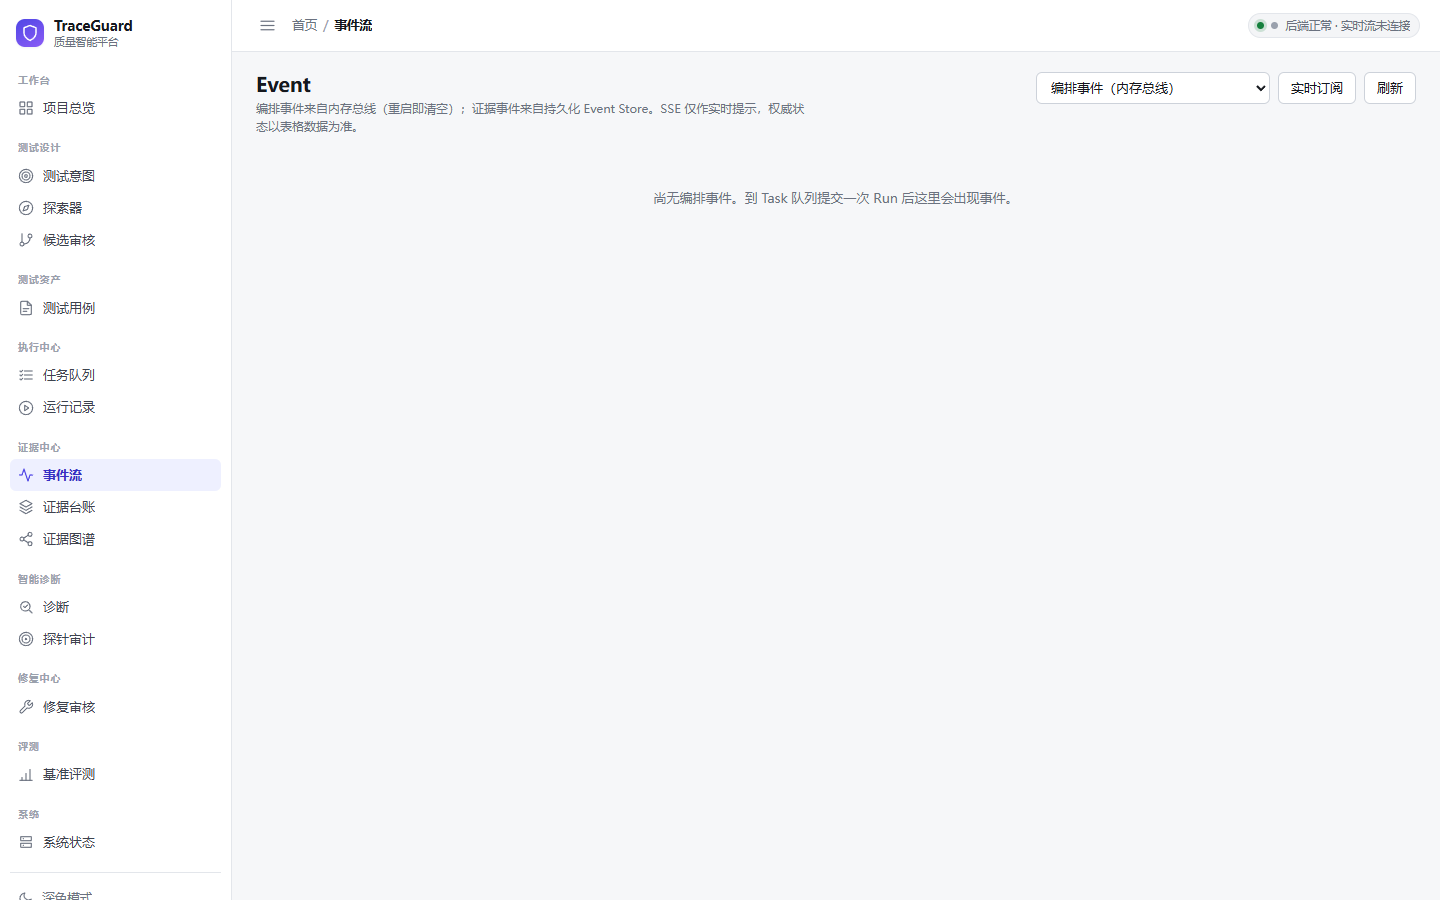 TraceGuard
质量智能平台
工作台
项目总览
测试设计
测试意图
探索器
候选审核
测试资产
测试用例
执行中心
任务队列
运行记录
证据中心
事件流
证据台账
证据图谱
智能诊断
诊断
探针审计
修复中心
修复审核
评测
基准评测
系统
系统状态
深色模式
首页 / 事件流
后端正常 · 实时流未连接
Event
编排事件来自内存总线（重启即清空）；证据事件来自持久化 Event Store。SSE 仅作实时提示，权威状
态以表格数据为准。
编排事件（内存总线）
实时订阅
刷新
尚无编排事件。到 Task 队列提交一次 Run 后这里会出现事件。